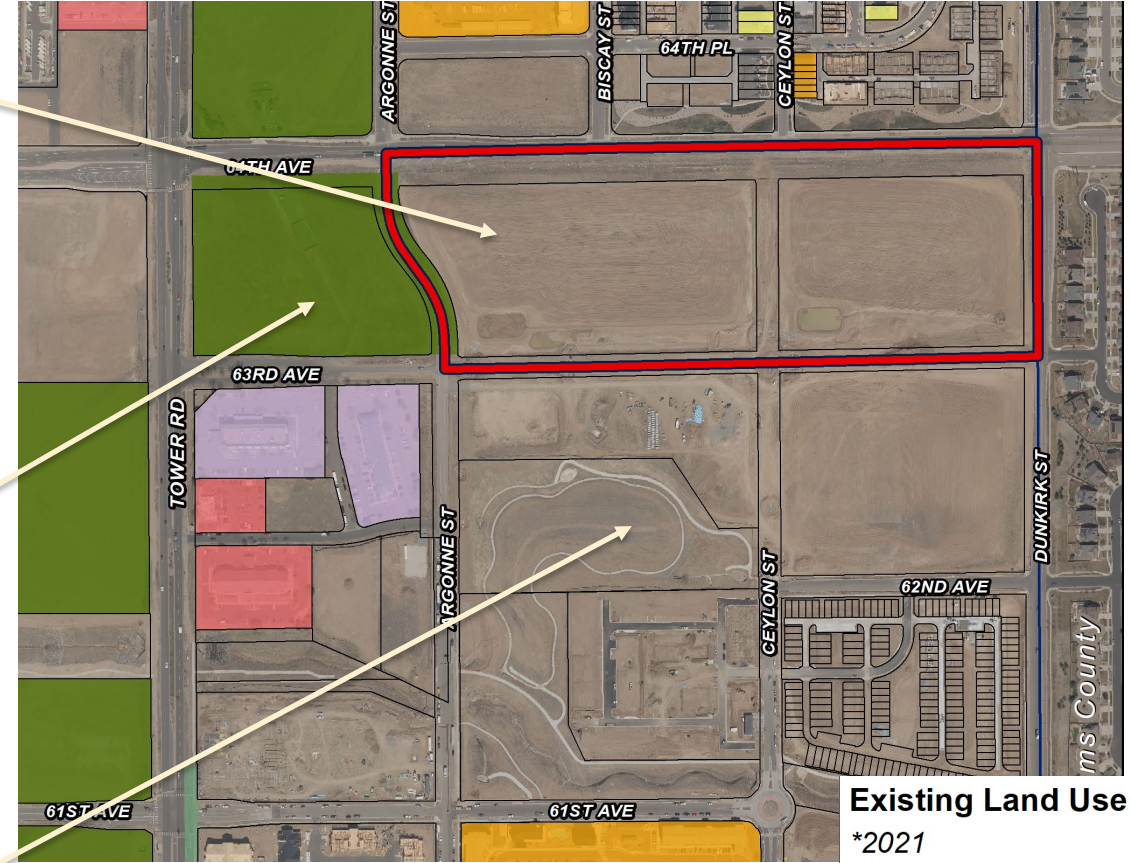 ARGONNE ST
BISCAY ST
CEYLON ST
64TH PL
64TH AVE
63RD AVE
TOWER RD
ARGONNE ST
CEYLON ST
DUNKIRK ST
62ND AVE
ms County
61ST AVE
61ST AVE
Existing Land Use
*2021